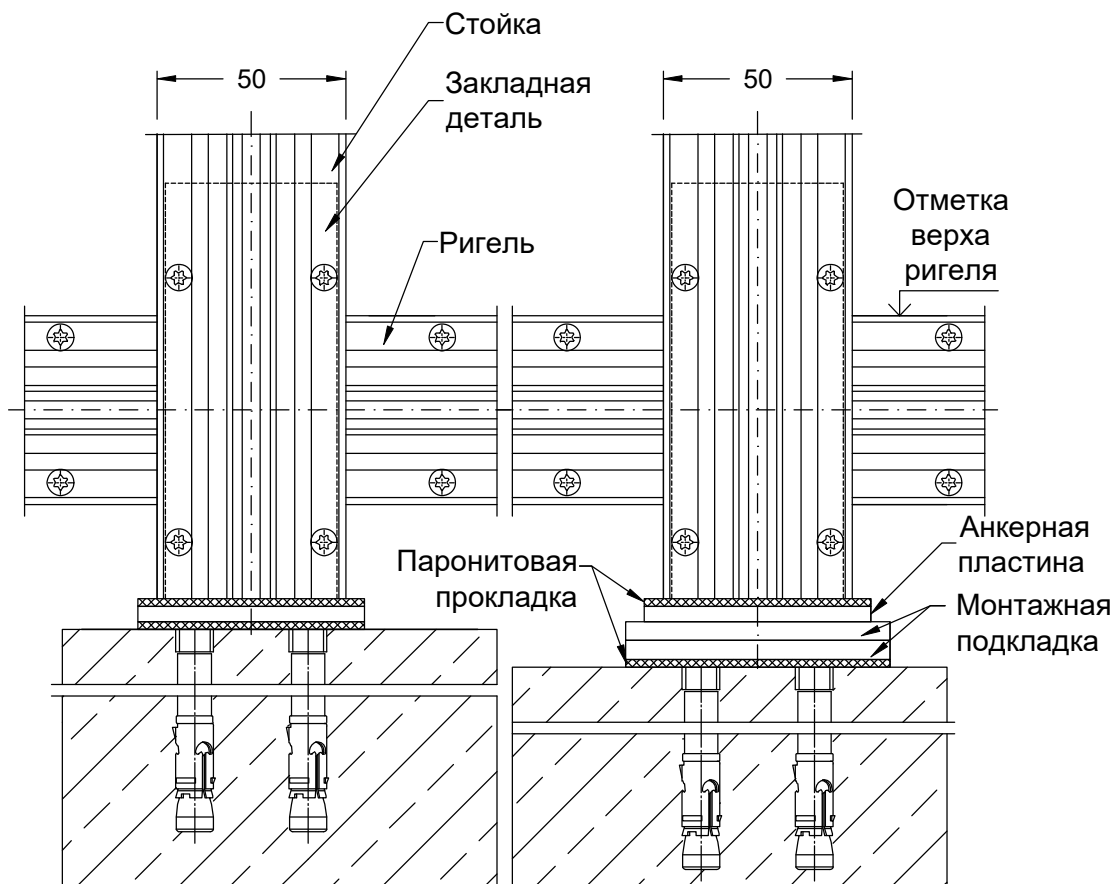 Стойка
50
Закладная
деталь
50
Отметка
верха
ригеля
Ригель
Анкерная
пластина
Паронитовая
прокладка
Монтажная
подкладка